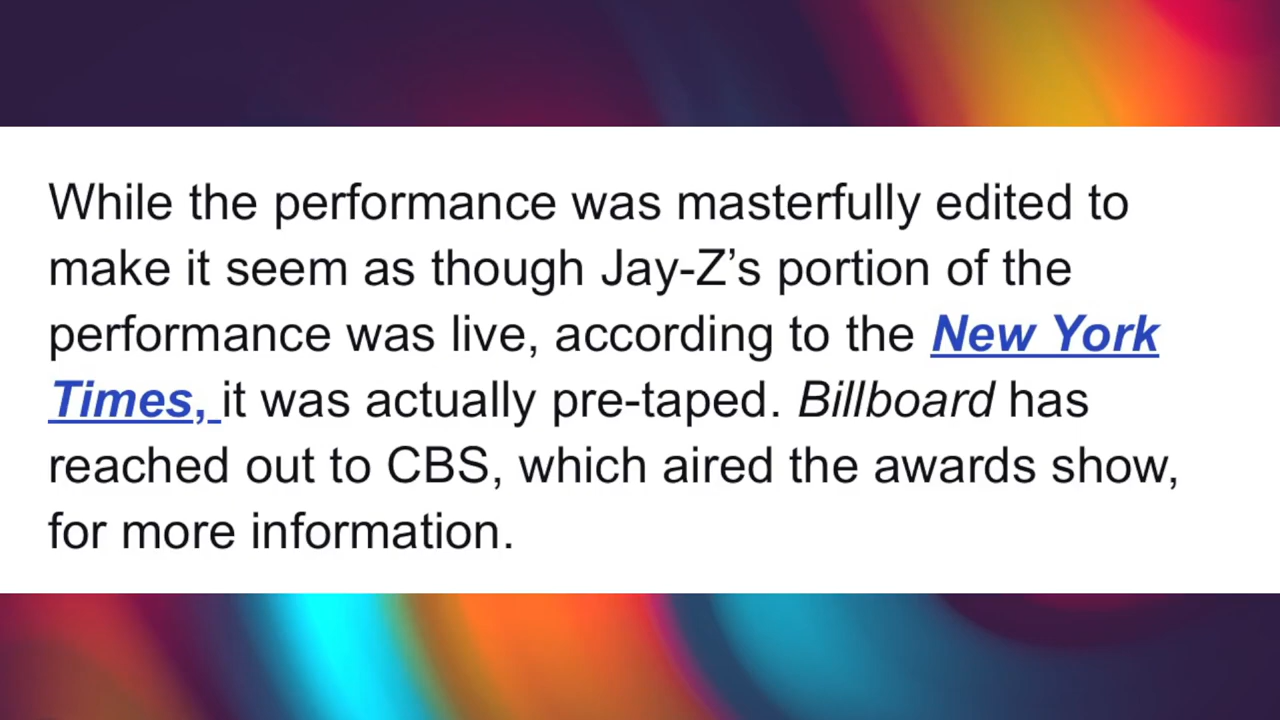 While the performance was masterfully edited to
make it seem as though Jay-Z’s portion of the
performance was live, according to the New York
Times, it was actually pre-taped. Billboard has
reached out to CBS, which aired the awards show,
for more information.